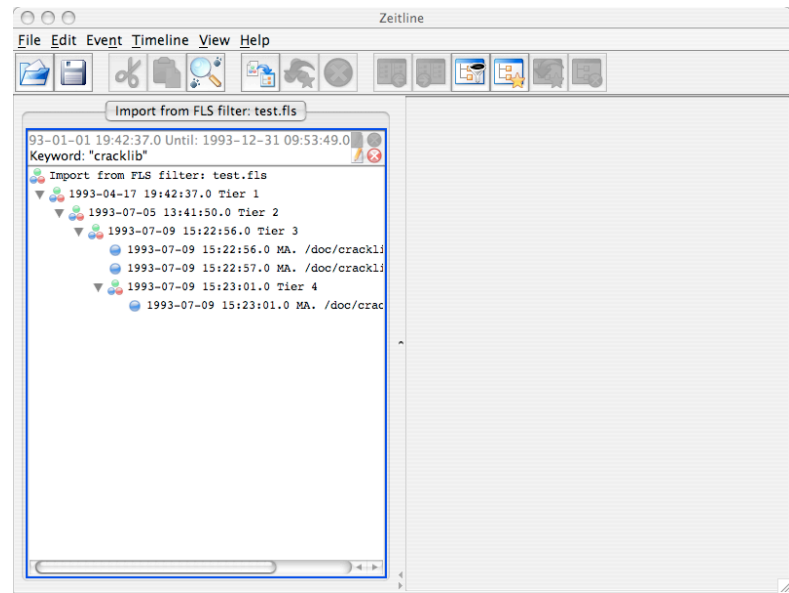 Zeitline
File Edit Event Timeline View Help
Import from FLS filter: test.fls
93-01-01 19:42:37.0 Until: 1993-12-31 09:53:49.0
Keyword: "cracklib"
Import from FLS filter: test.fls
1993-04-17 19:42:37.0 Tier 1
1993-07-05 13:41:50.0 Tier 2
1993-07-09 15:22:56.0 Tier 3
1993-07-09 15:22:56.0 MA. /doc/crackli
1993-07-09 15:22:57.0 MA. /doc/crackli
1993-07-09 15:23:01.0 Tier 4
1993-07-09 15:23:01.0 MA. /doc/crac